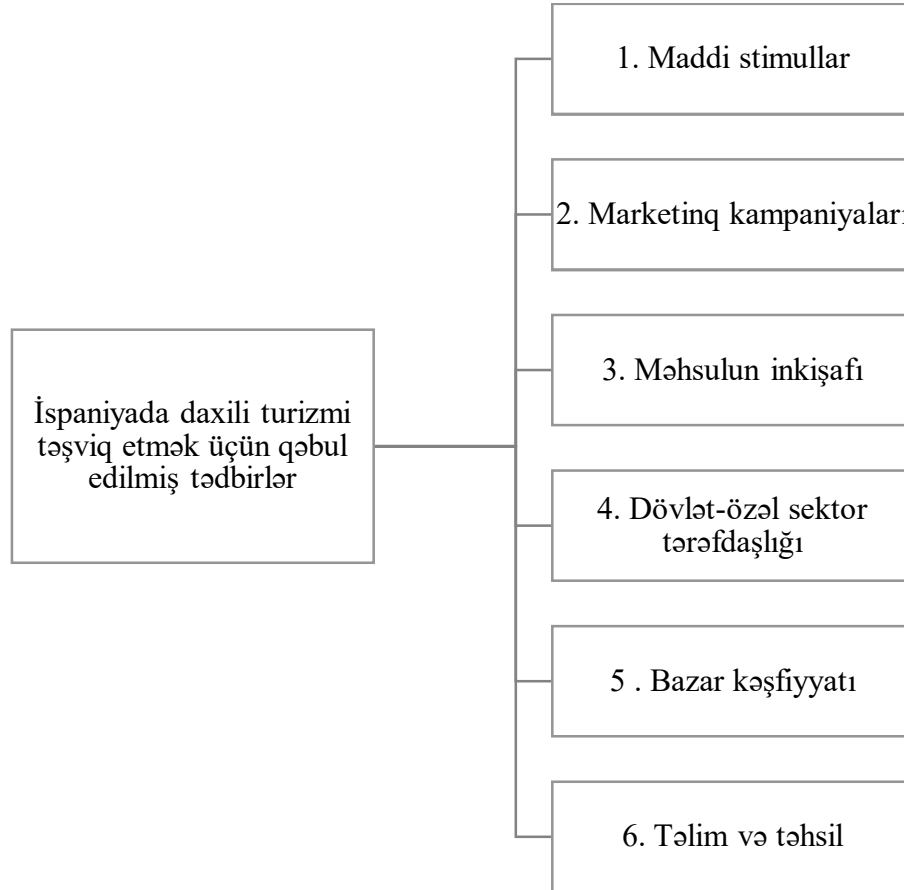 1. Maddi stimullar
2. Marketinq kampaniyaları
3. Məhsulun inkişafı
İspaniyada daxili turizmi
təşviq etmək üçün qəbul
edilmiş tədbirlər
4. Dövlət-özəl sektor
tərəfdaşlığı
5 . Bazar kəşfiyyatı
6. Təlim və təhsil